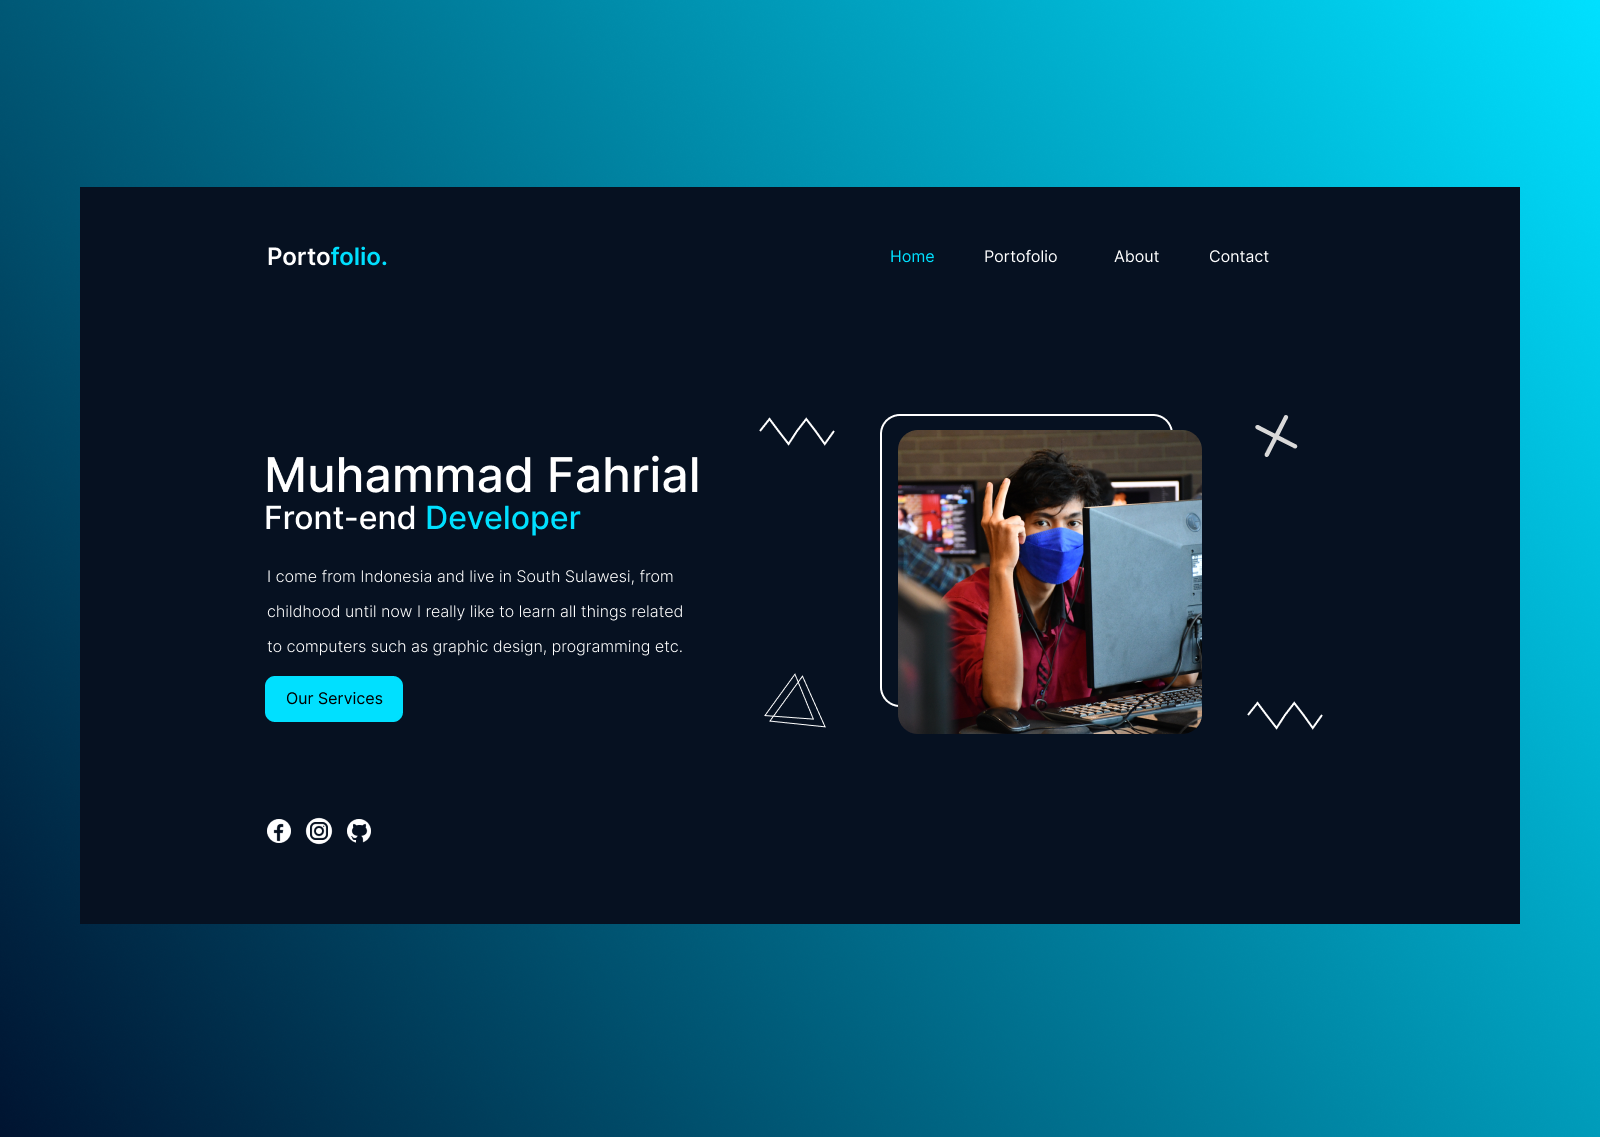 Portofolio.
Home Portofolio About Contact
Muhammad Fahrial
Front-end Developer
I come from Indonesia and live in South Sulawesi, from
childhood until now I really like to learn all things related
to computers such as graphic design, programming etc.
Our Services